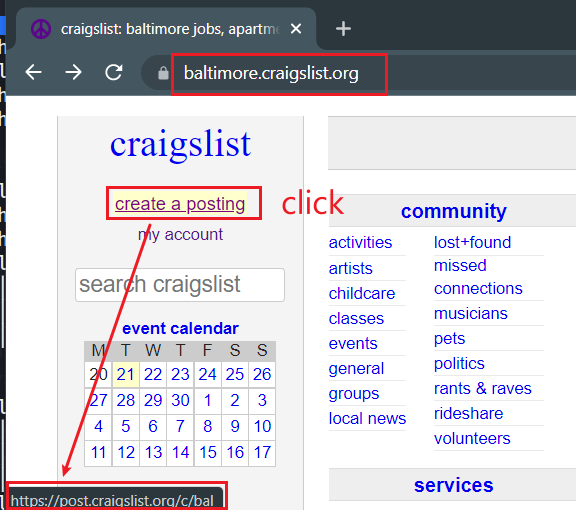 craigslist: baltimore jobs, apartme
baltimore.craigslist.org
craigslist
create a posting
click
my account
search craigslist
event calendar
M T W T F S S
20 21 22 23 24 25 26
27 28 29 30 1 2 3
4 5 6 7 8 9 10
11 12 13 14 15 16 17
community
activities
artists
childcare
classes
events
general
groups
local news
lost+found
missed
connections
musicians
pets
politics
rants & raves
rideshare
volunteers
services
https://post.craigslist.org/c/bal